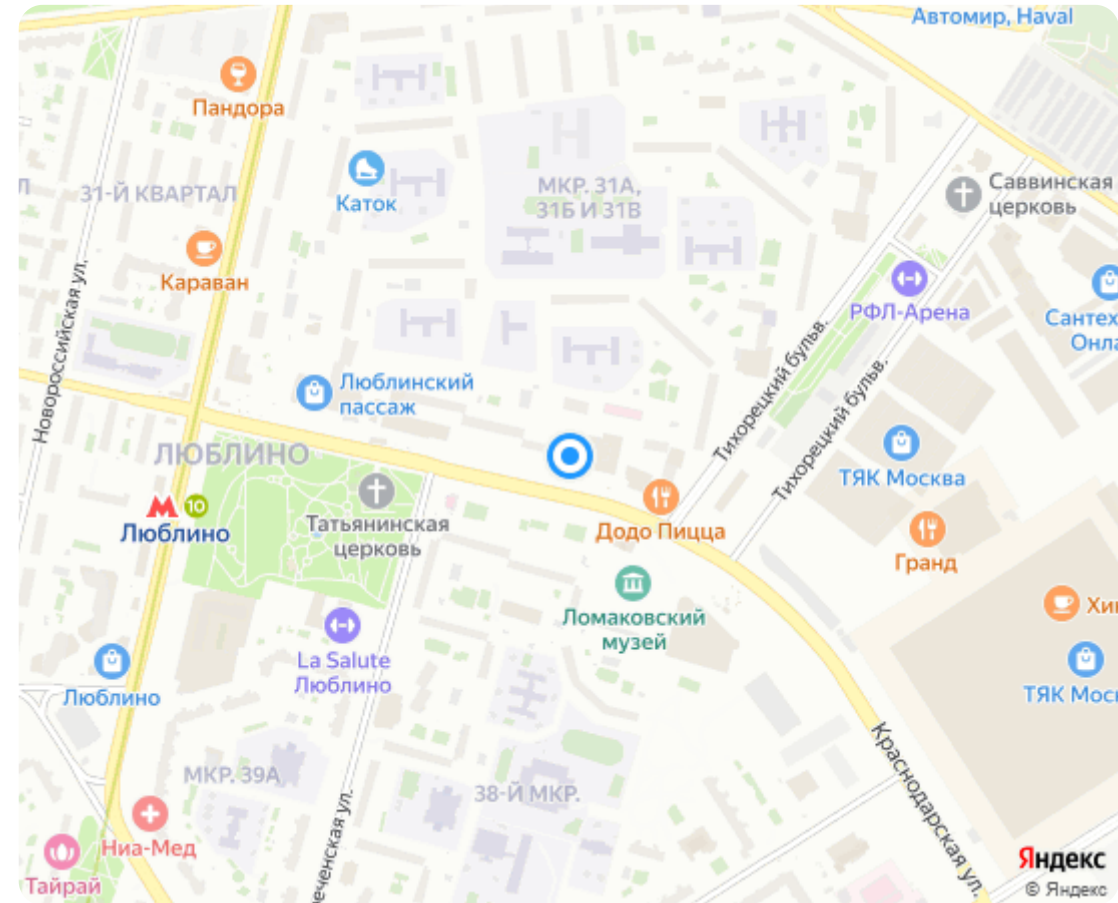 Автомир, Haval
Пандора
31-Й КВАРТАЛ
Каток
МКР. 31А,
31Б И 31В
Саввинская
церковь
Караван
РФЛ-Арена
Новороссийская ул.
Люблинский
пассаж
Тихорецкий бульв.
Тихорецкий бульв.
ЛЮБЛИНО
ТЯК Москва
10
Люблино
Татьянинская
церковь
Додо Пицца
Гранд
Ломаковский
музей
La Salute
Люблино
Люблино
МКР. 39А
38-Й МКР.
Краснодарская ул.
Ниа-Мед
Тайрай
Яндекс
© Яндекс